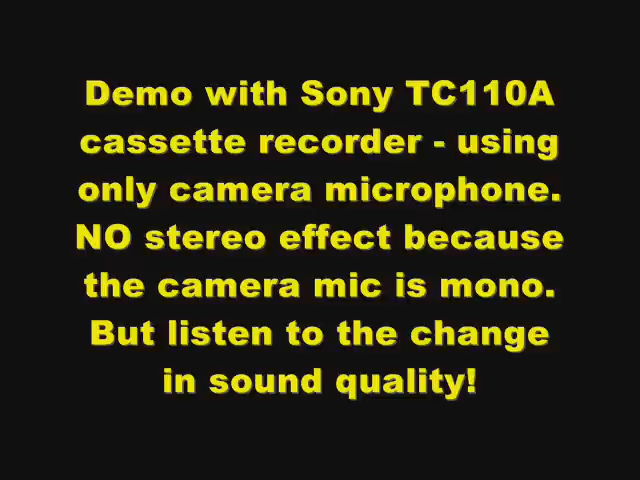 Demo with Sony TC110A
cassette recorder - using
only camera microphone.
NO stereo effect because
the camera mic is mono.
But listen to the change
in sound quality!